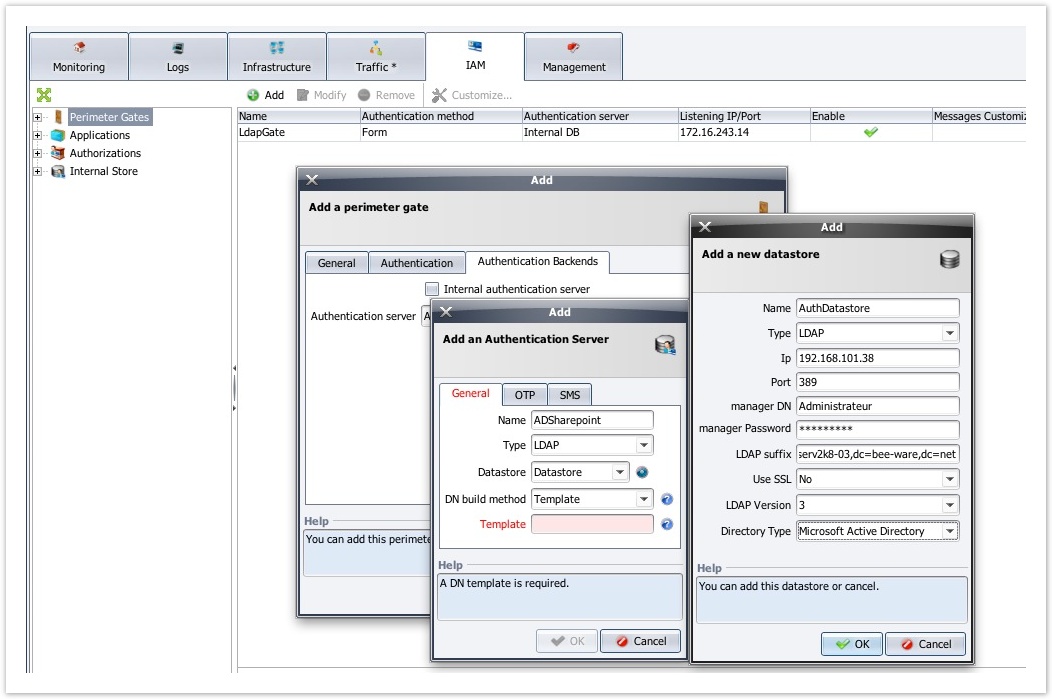 Monitoring
Logs
Infrastructure
Traffic *
IAM
Management
Add Modify Remove Customize...
Perimeter Gates
Applications
Authorizations
Internal Store
Name Authentication method Authentication server Listening IP/Port Enable Messages
LdapGate Form Internal DB 172.16.243.14
Add
Add a perimeter gate
General Authentication Authentication Backends
Internal authentication server
Authentication server
Help
You can add this
Add
Add an Authentication Server
General OTP SMS
Name ADSharepoint
Type LDAP
Datastore Datastore
DN build method Template
Template
Help
A DN template is required.
OK Cancel
Add
Add a new datastore
Name AuthDatastore
Type LDAP
Ip 192.168.101.38
Port 389
manager DN Administrateur
manager Password *********
LDAP suffix serv2k8-03,dc=bee-ware,dc=net
Use SSL No
LDAP Version 3
Directory Type Microsoft Active Directory
Help
You can add this datastore or cancel.
OK Cancel